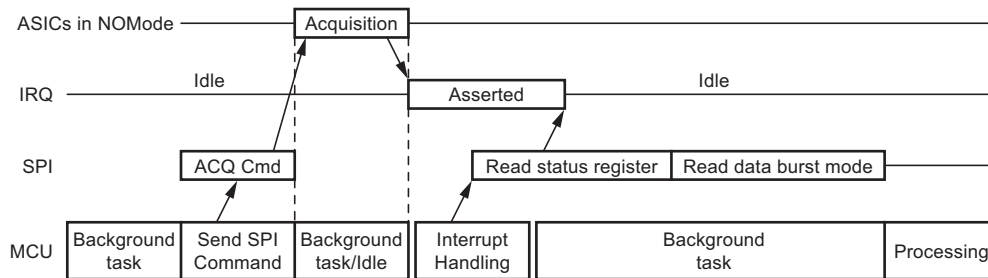 ASICs in NOMode
Acquisition
Idle
Idle
IRQ
Asserted
SPI
ACQ Cmd
Read status register
Read data burst mode
MCU
Background
task
Send SPI
Command
Background
task/Idle
Interrupt
Handling
Background
task
Processing